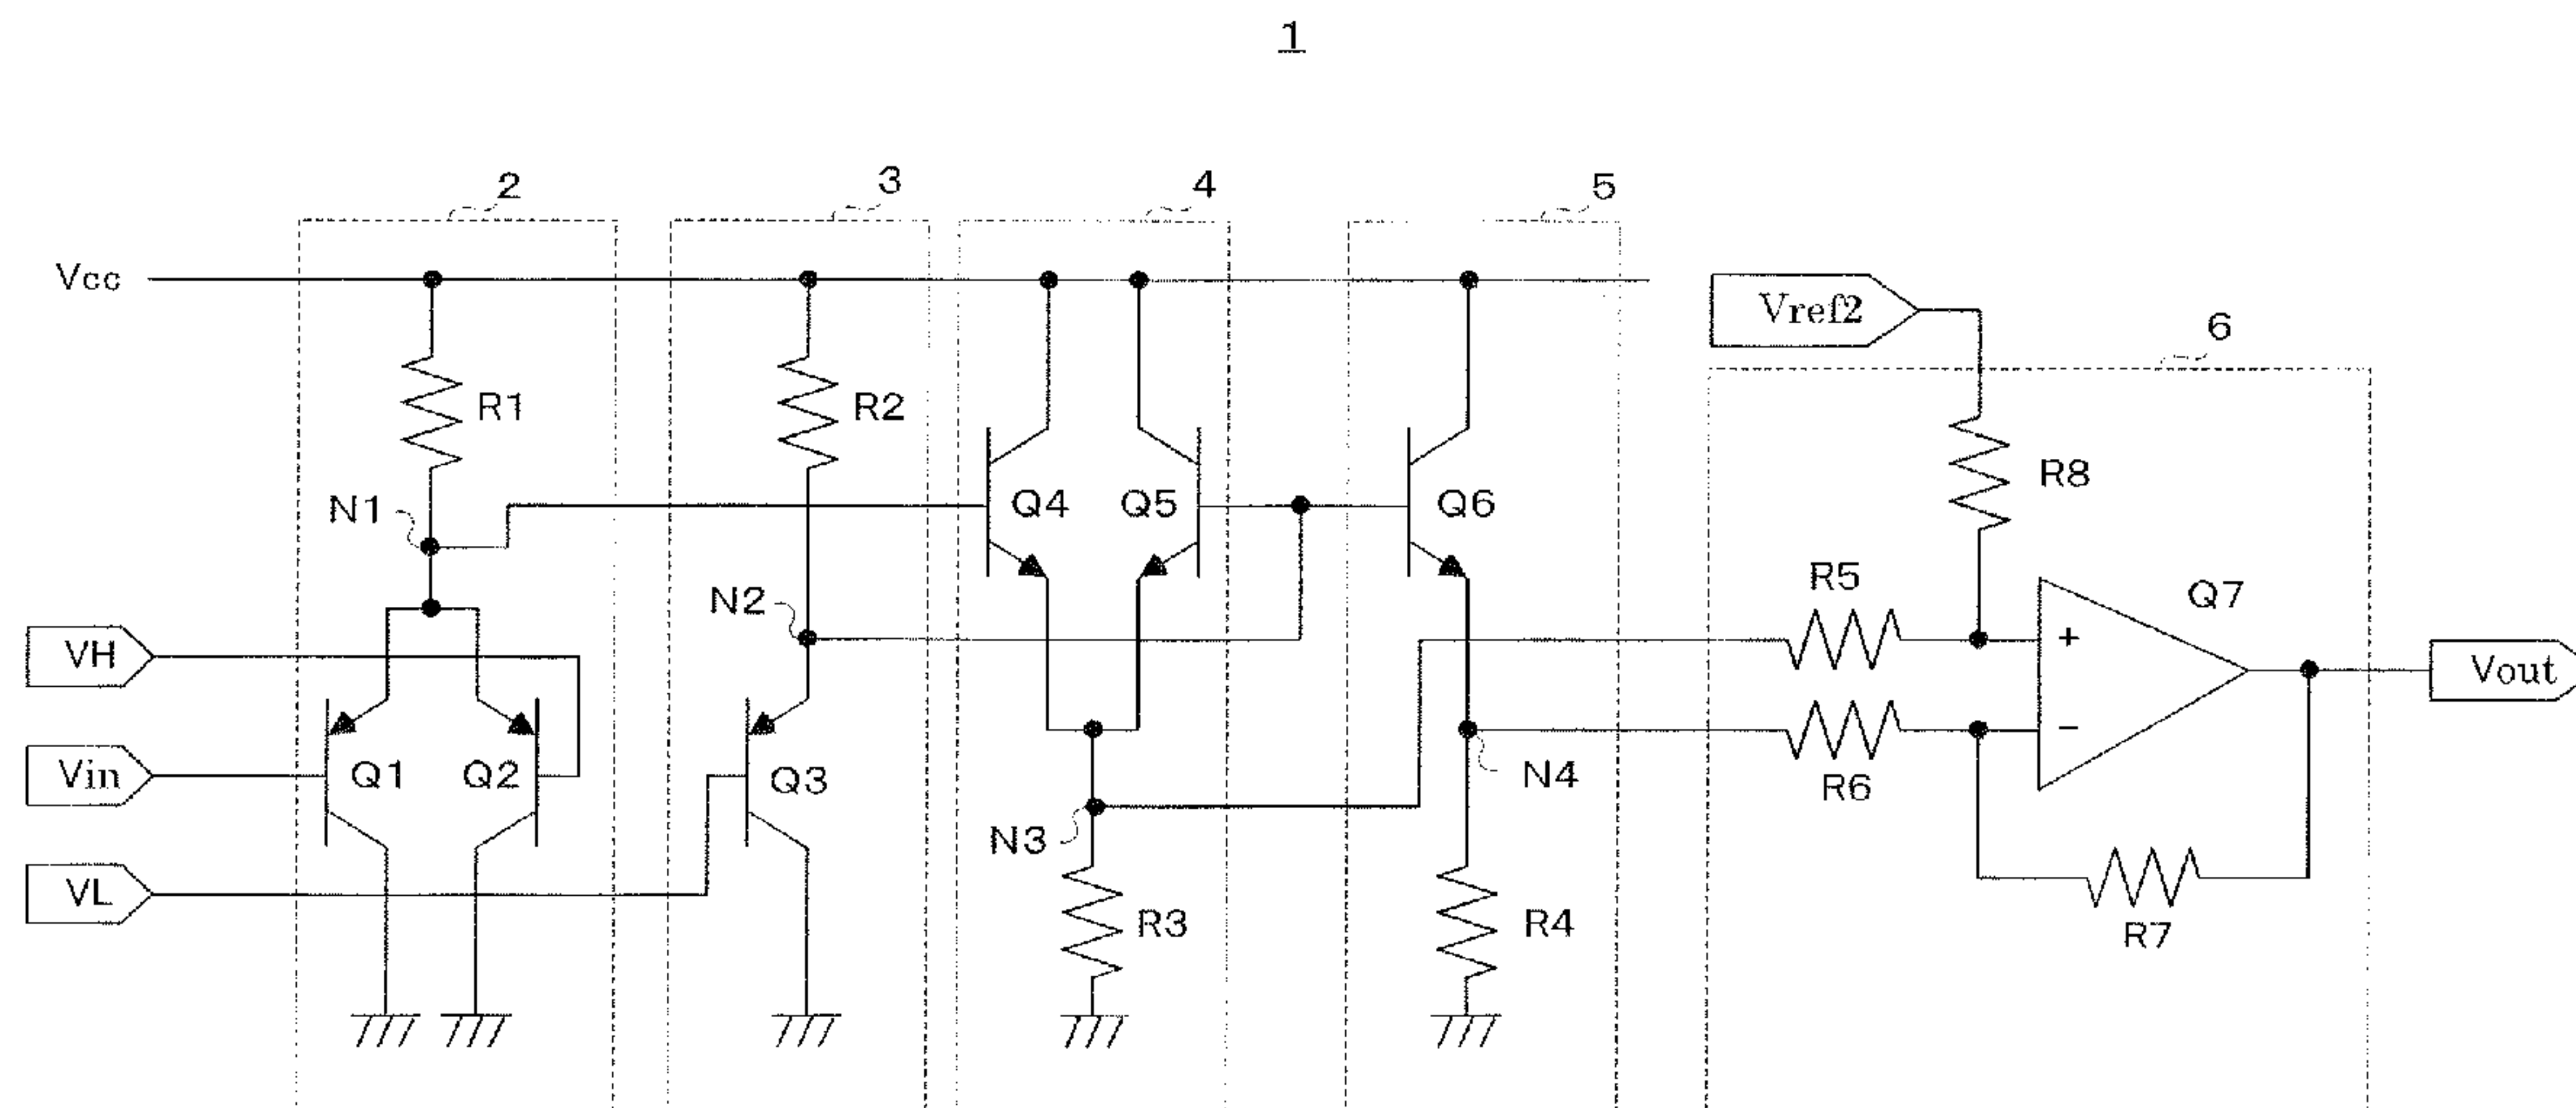 1
2
3
4
5
6
Vcc
Vref2
R1
R2
R8
N1
Q4
Q5
Q6
N2
R5
Q7
VH
+
Vout
Vin
Q1
Q2
Q3
N4
−
R6
N3
VL
R3
R4
R7